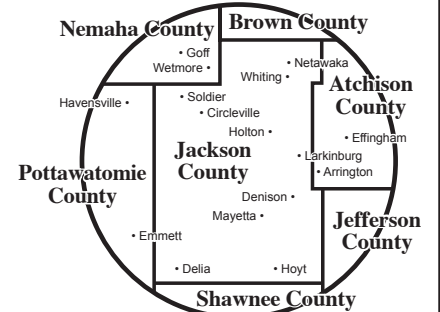 Nemaha County
Brown County
Goff
Wetmore
Netawaka
Whiting
Atchison
County
Havensville
Soldier
Circleville
Holton
Effingham
Jackson
County
Larkinburg
Arrington
Pottawatomie
County
Denison
Mayetta
Jefferson
County
Emmett
Delia
Hoyt
Shawnee County